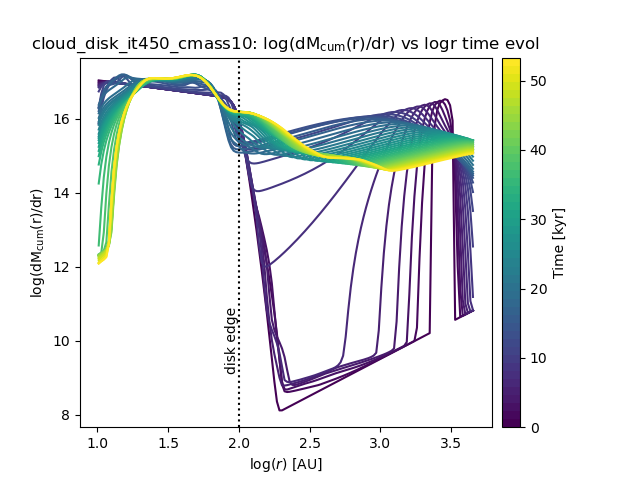 cloud_disk_it450_cmass10: log(dM_cum(r)/dr) vs logr time evol
log(dM_cum(r)/dr)
16
14
12
10
8
disk edge
1.0 1.5 2.0 2.5 3.0 3.5
log(r) [AU]
50
40
30
20
10
0
Time [kyr]